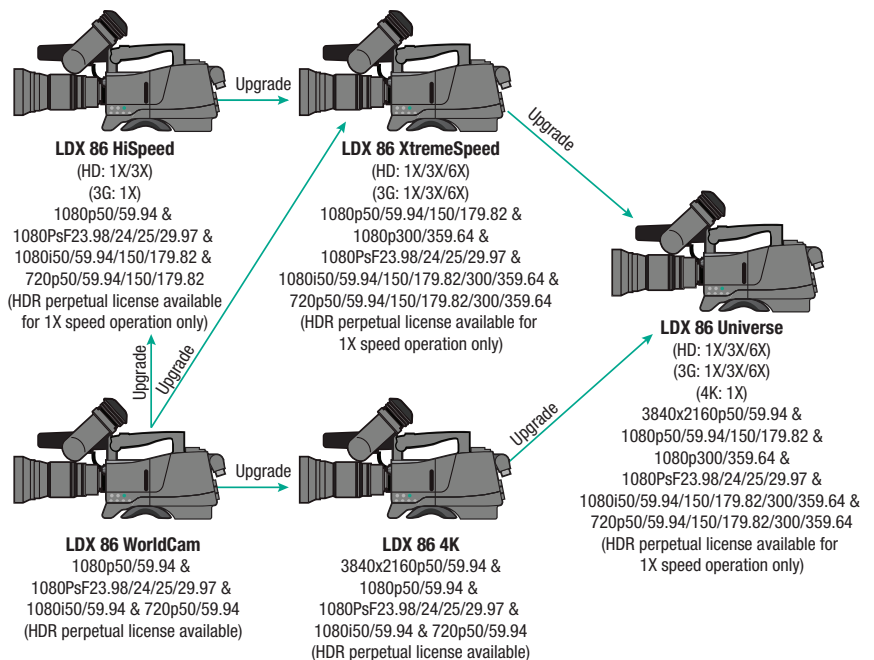 Upgrade
LDX 86 HiSpeed
(HD: 1X/3X)
(3G: 1X)
1080p50/59.94 &
1080PsF23.98/24/25/29.97 &
1080i50/59.94/150/179.82 &
720p50/59.94/150/179.82
(HDR perpetual license available
for 1X speed operation only)
LDX 86 XtremeSpeed
(HD: 1X/3X/6X)
(3G: 1X/3X/6X)
1080p50/59.94/150/179.82 &
1080p300/359.64 &
1080PsF23.98/24/25/29.97 &
1080i50/59.94/150/179.82/300/359.64 &
720p50/59.94/150/179.82/300/359.64
(HDR perpetual license available for
1X speed operation only)
Upgrade
Upgrade
Upgrade
LDX 86 Universe
(HD: 1X/3X/6X)
(3G: 1X/3X/6X)
(4K: 1X)
3840x2160p50/59.94 &
1080p50/59.94/150/179.82 &
1080p300/359.64 &
1080PsF23.98/24/25/29.97 &
1080i50/59.94/150/179.82/300/359.64 &
720p50/59.94/150/179.82/300/359.64
(HDR perpetual license available for
1X speed operation only)
Upgrade
Upgrade
LDX 86 WorldCam
1080p50/59.94 &
1080PsF23.98/24/25/29.97 &
1080i50/59.94 & 720p50/59.94
(HDR perpetual license available)
LDX 86 4K
3840x2160p50/59.94 &
1080p50/59.94 &
1080PsF23.98/24/25/29.97 &
1080i50/59.94 & 720p50/59.94
(HDR perpetual license available)